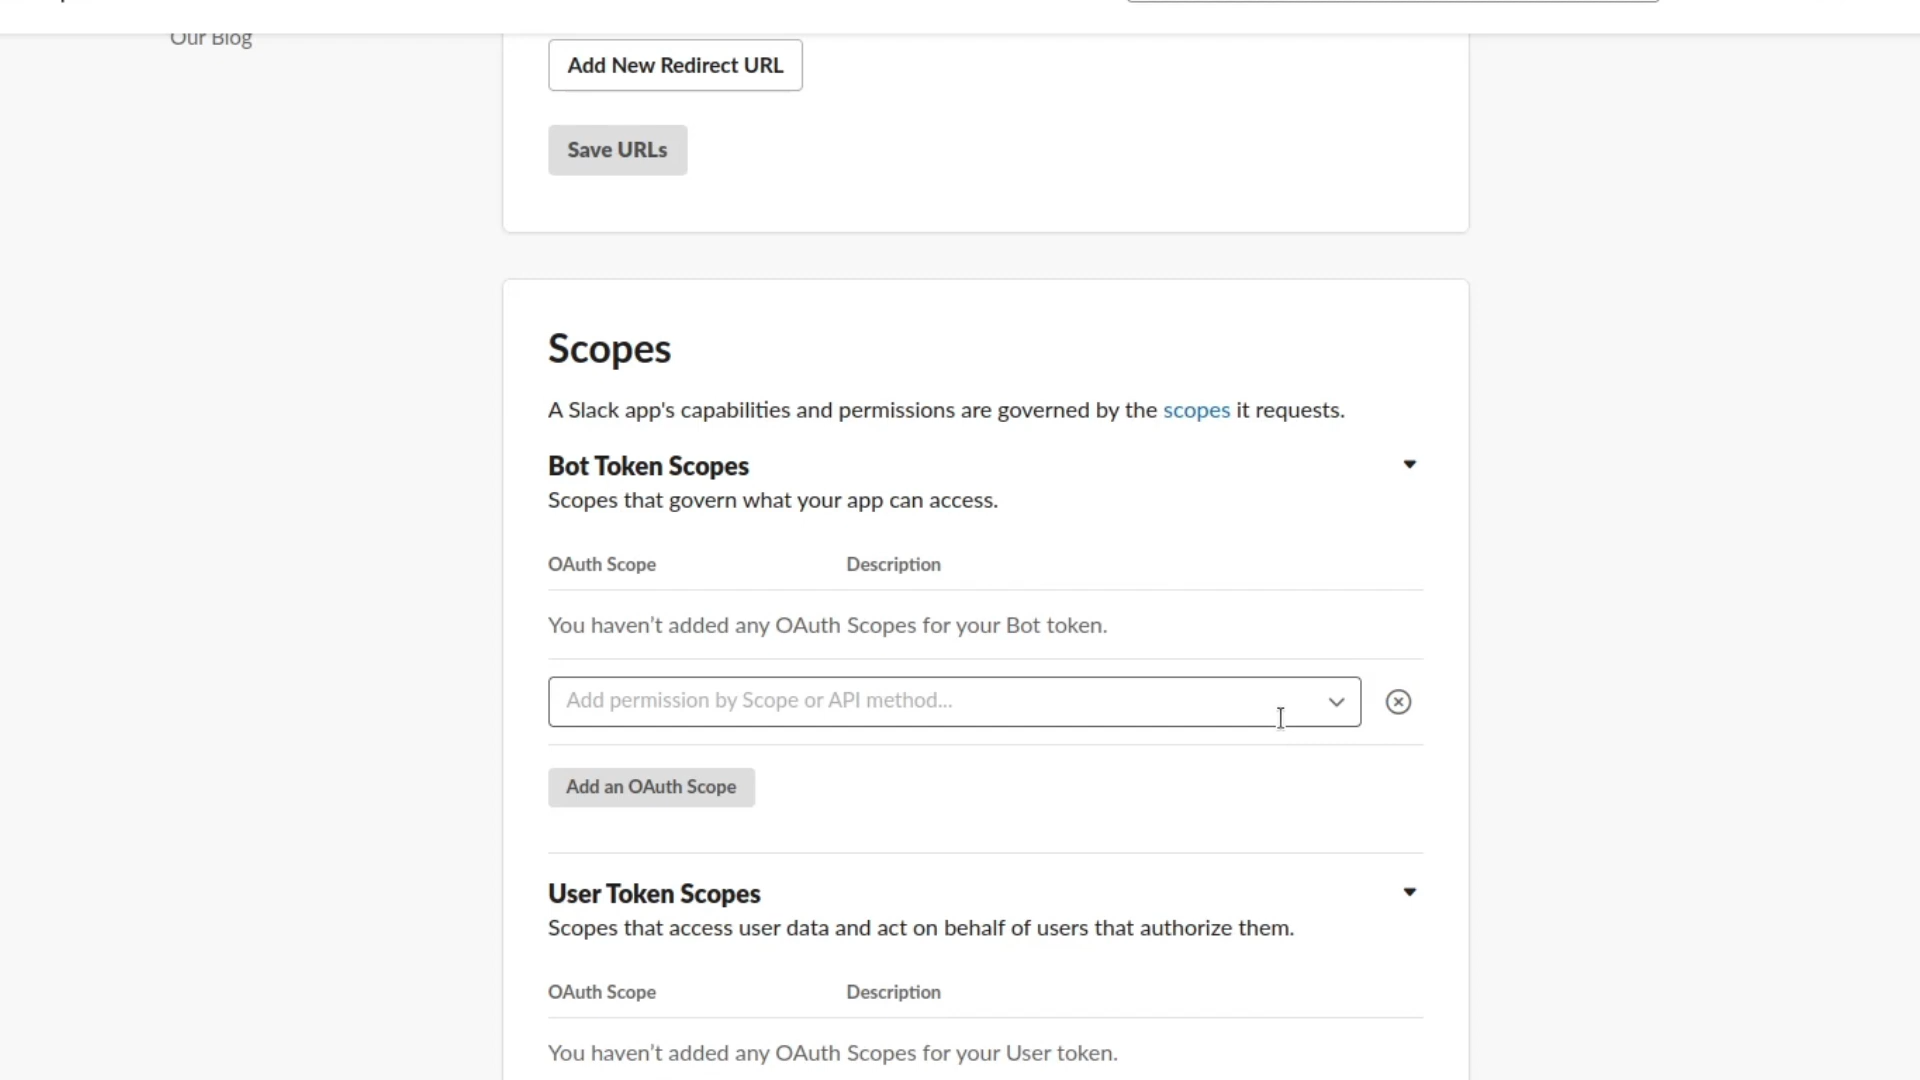 Our Blog
Add New Redirect URL
Save URLs
Scopes
A Slack app's capabilities and permissions are governed by the scopes it requests.
Bot Token Scopes
Scopes that govern what your app can access.
OAuth Scope Description
You haven’t added any OAuth Scopes for your Bot token.
Add permission by Scope or API method...
Add an OAuth Scope
User Token Scopes
Scopes that access user data and act on behalf of users that authorize them.
OAuth Scope Description
You haven’t added any OAuth Scopes for your User token.